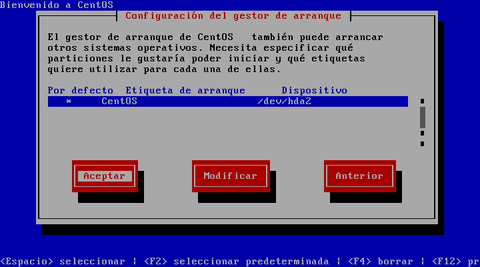 Bienvenido a CentOS
Configuración del gestor de arranque
El gestor de arranque de CentOS también puede arrancar
otros sistemas operativos. Necesita especificar qué
particiones le gustaría poder iniciar y qué etiquetas
quiere utilizar para cada una de ellas.
Por defecto Etiqueta de arranque Dispositivo
* CentOS /dev/hda2
Aceptar Modificar Anterior
<Espacio> seleccionar | <F2> seleccionar predeterminada | <F4> borrar | <F12> pr